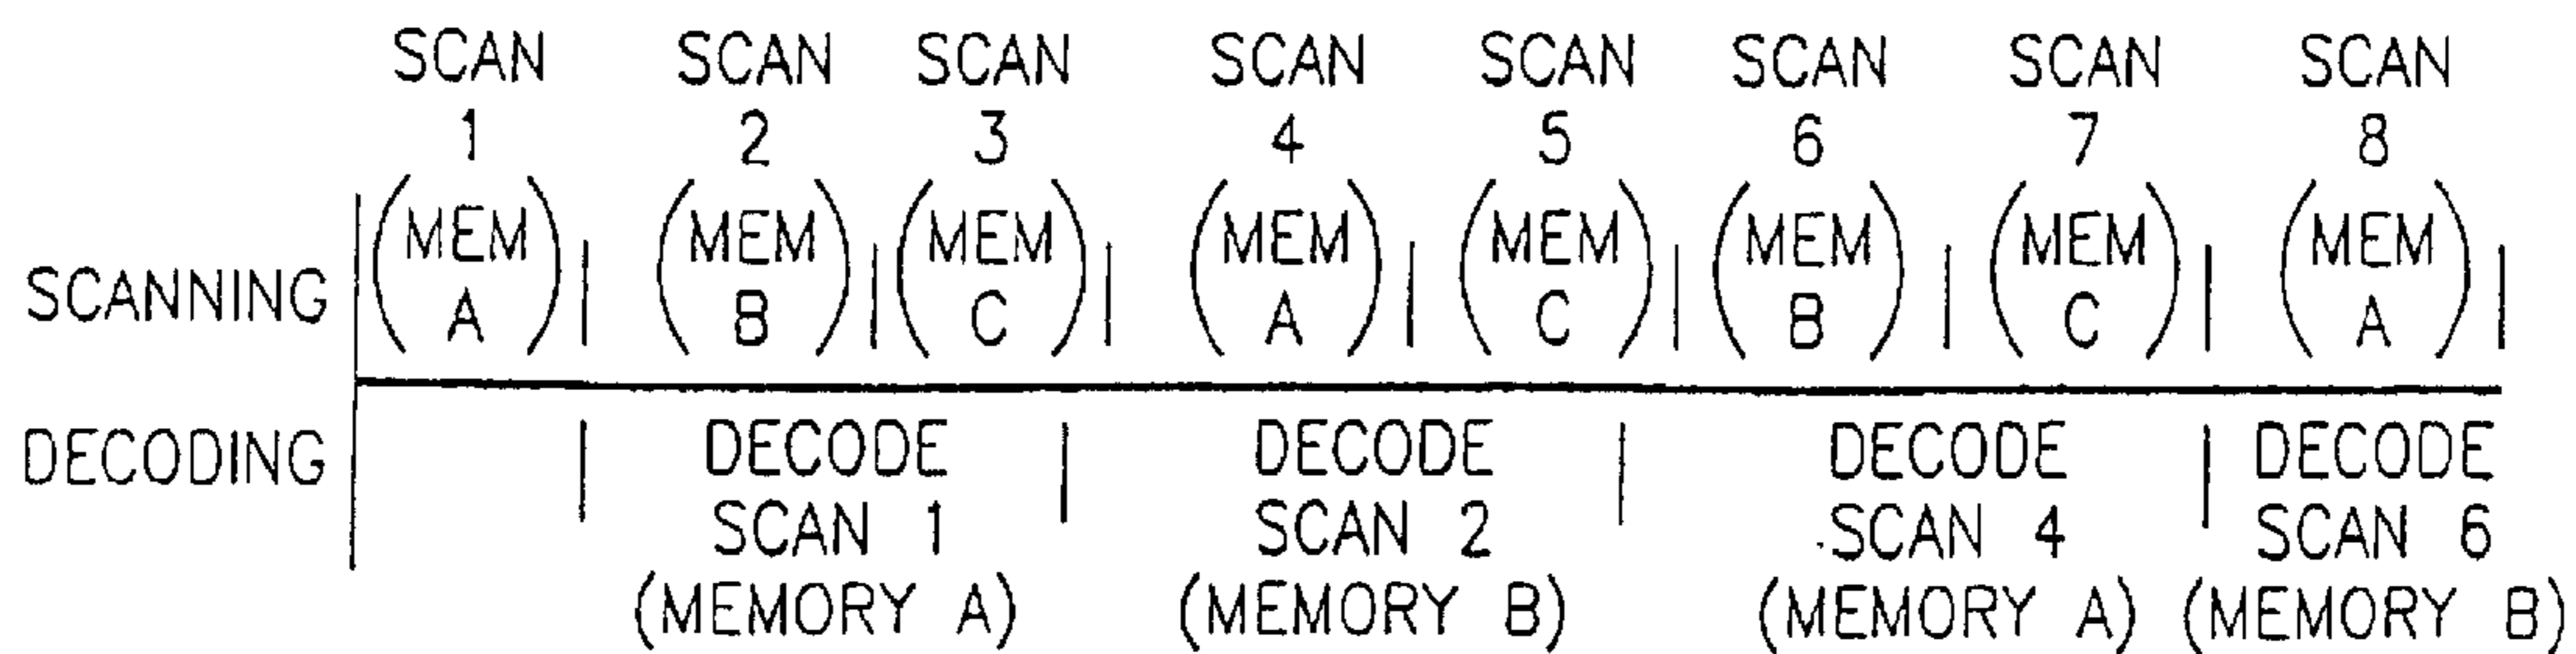 SCAN SCAN SCAN SCAN SCAN SCAN SCAN SCAN
1 2 3 4 5 6 7 8
(MEM (MEM (MEM (MEM (MEM (MEM (MEM (MEM
SCANNING A) B) C) A) C) B) C) A)
DECODING DECODE DECODE DECODE DECODE
SCAN 1 SCAN 2 SCAN 4 SCAN 6
(MEMORY A) (MEMORY B) (MEMORY A) (MEMORY B)